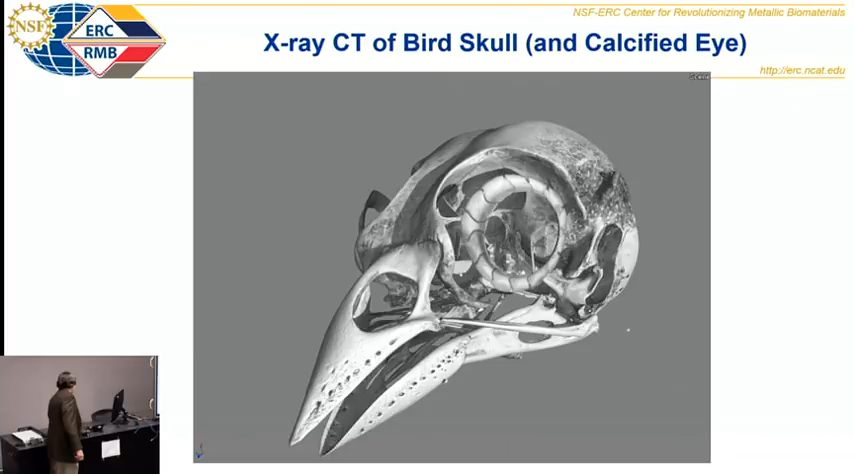 NSF
ERC
RMB
NSF-ERC Center for Revolutionizing Metallic Biomaterials
X-ray CT of Bird Skull (and Calcified Eye)
http://erc.ncat.edu